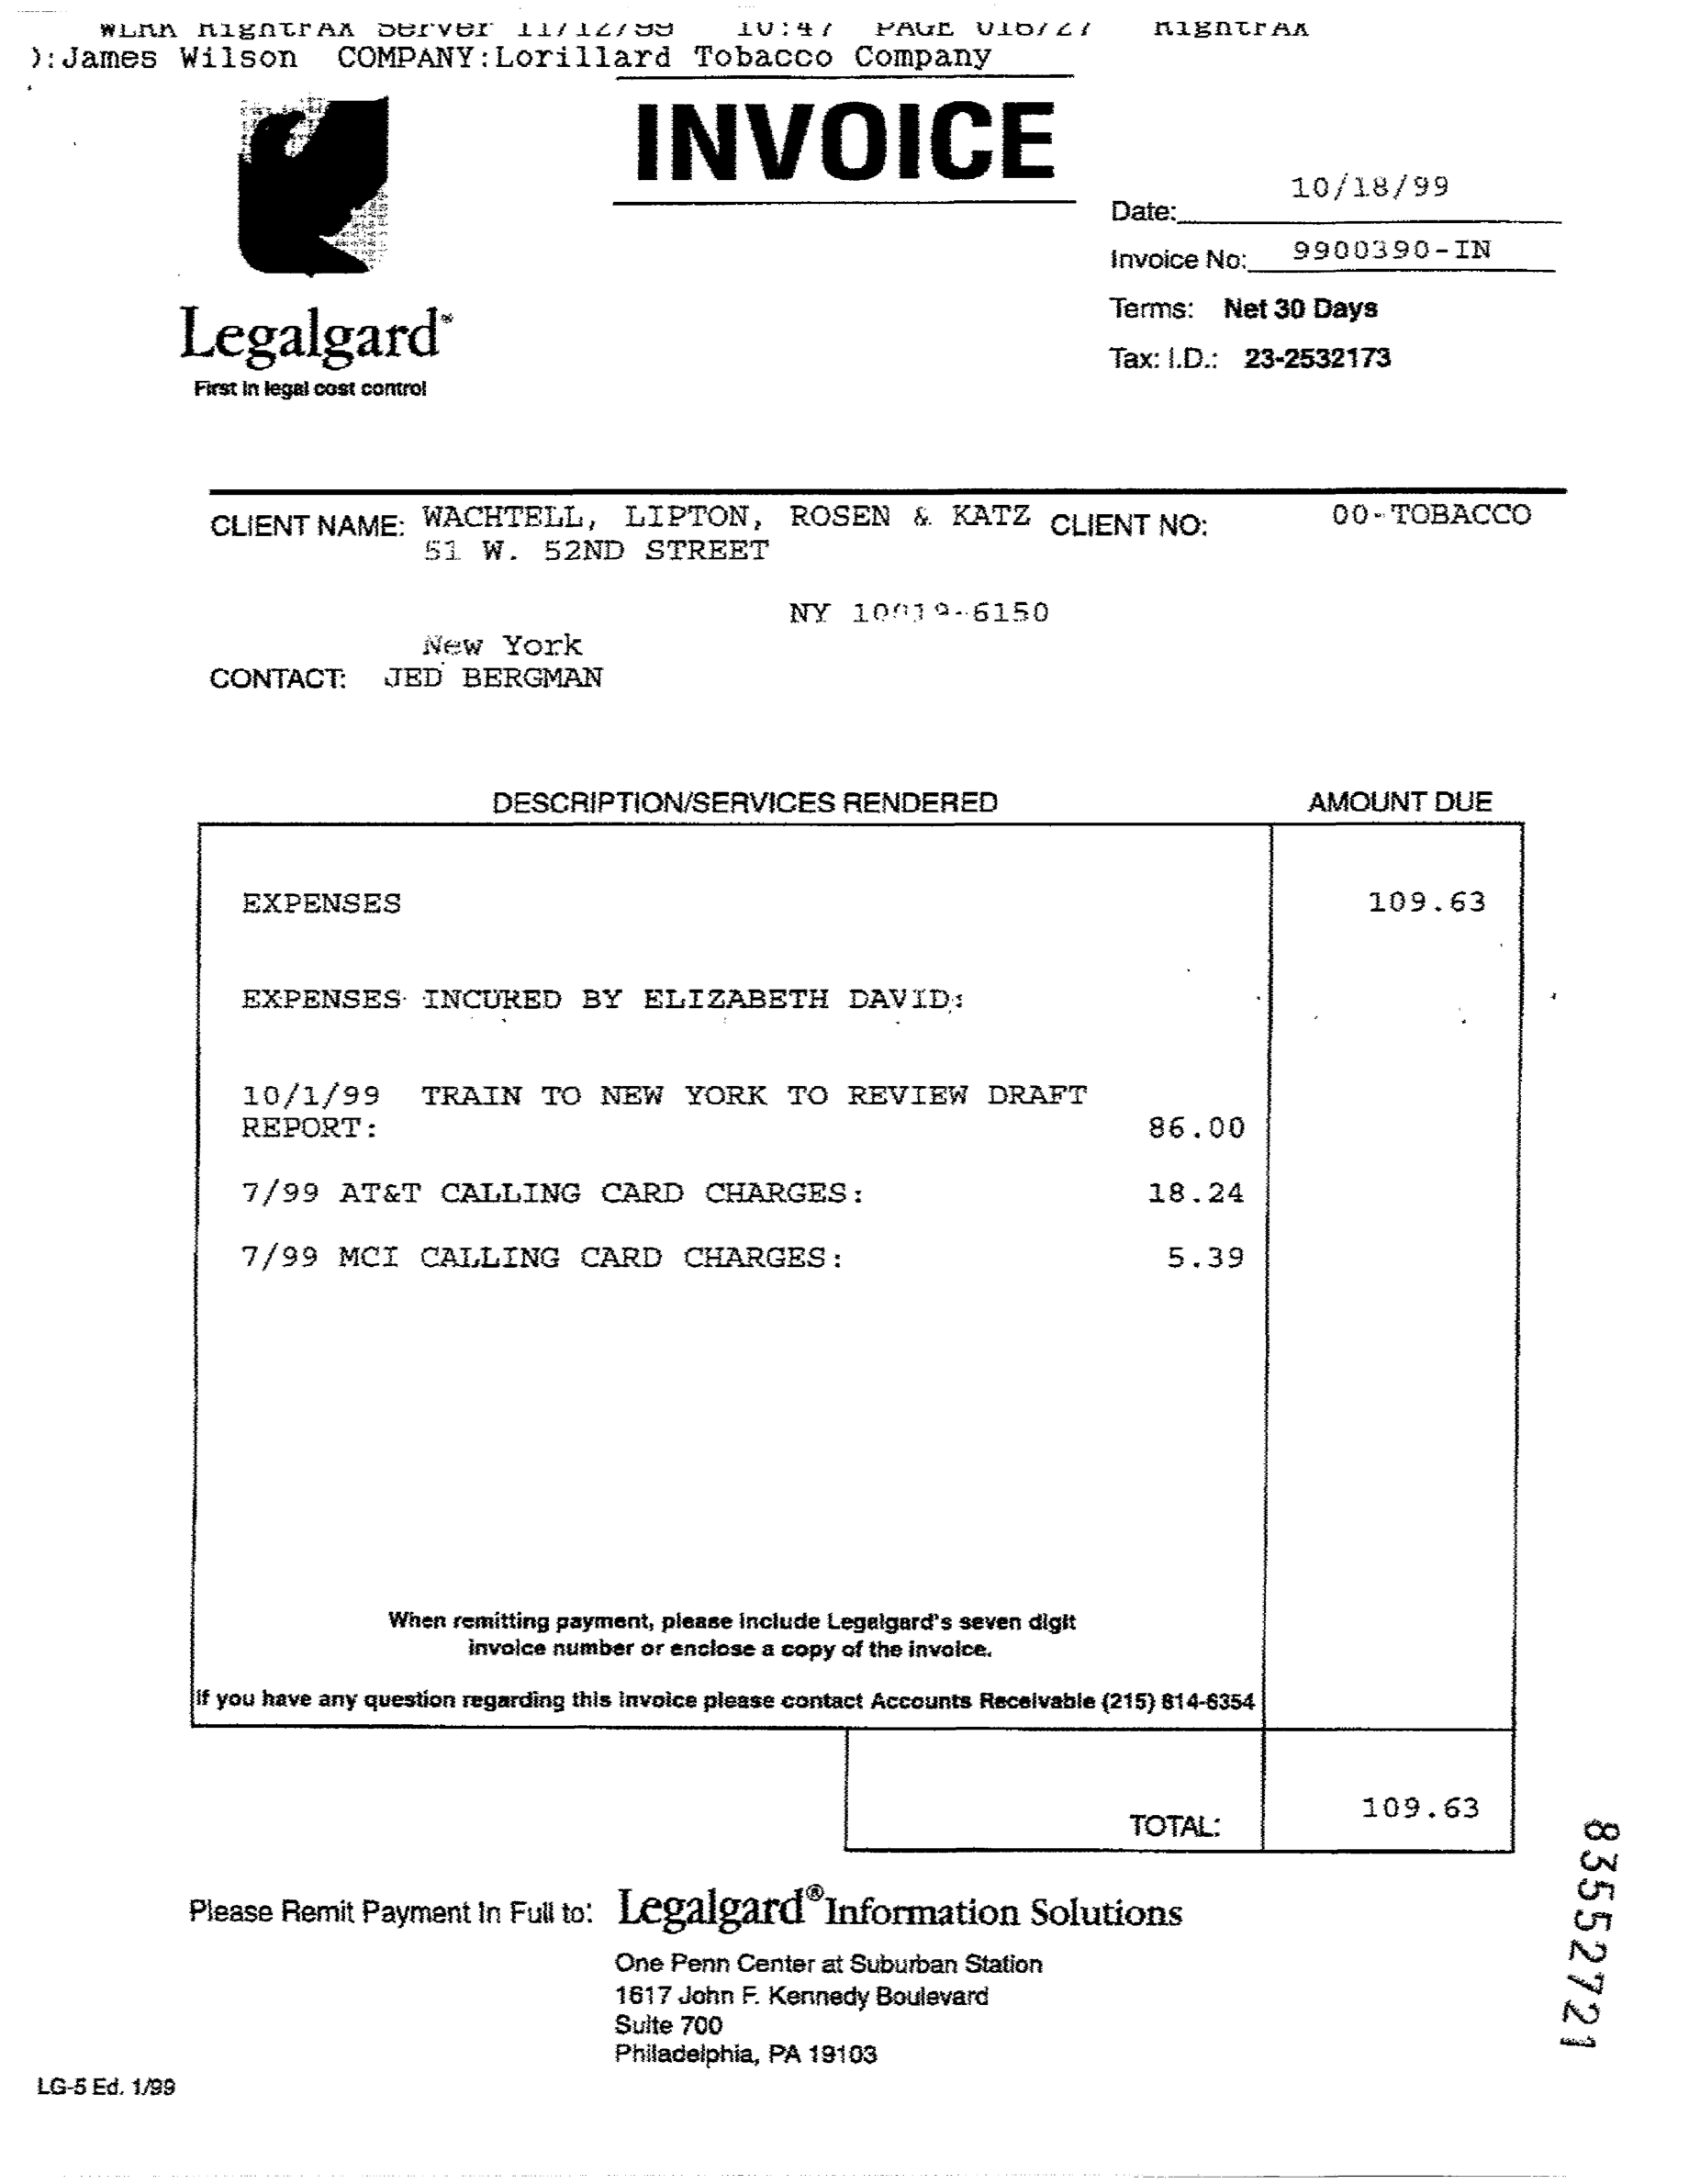 WLRK RightFAX Server 11/12/99 10:47 PAGE 016/27 RightFAX
):James Wilson COMPANY:Lorillard Tobacco Company
INVOICE
10/18/99
Date:
Invoice No: 9900390-IN
Terms: Net 30 Days
Tax: I.D.: 23-2532173
Legalgard®
First in legal cost control
CLIENT NAME: WACHTELL, LIPTON, ROSEN & KATZ CLIENT NO: 00-TOBACCO
51 W. 52ND STREET
NY 10019-6150
New York
CONTACT: JED BERGMAN
DESCRIPTION/SERVICES RENDERED AMOUNT DUE
EXPENSES 109.63
EXPENSES INCURED BY ELIZABETH DAVID:
10/1/99 TRAIN TO NEW YORK TO REVIEW DRAFT
REPORT: 86.00
7/99 AT&T CALLING CARD CHARGES: 18.24
7/99 MCI CALLING CARD CHARGES: 5.39
When remitting payment, please include Legalgard's seven digit
invoice number or enclose a copy of the invoice.
If you have any question regarding this invoice please contact Accounts Receivable (215) 814-6354
TOTAL: 109.63
Please Remit Payment In Full to: Legalgard® Information Solutions
One Penn Center at Suburban Station
1617 John F. Kennedy Boulevard
Suite 700
Philadelphia, PA 19103
LG-5 Ed. 1/99
83552721